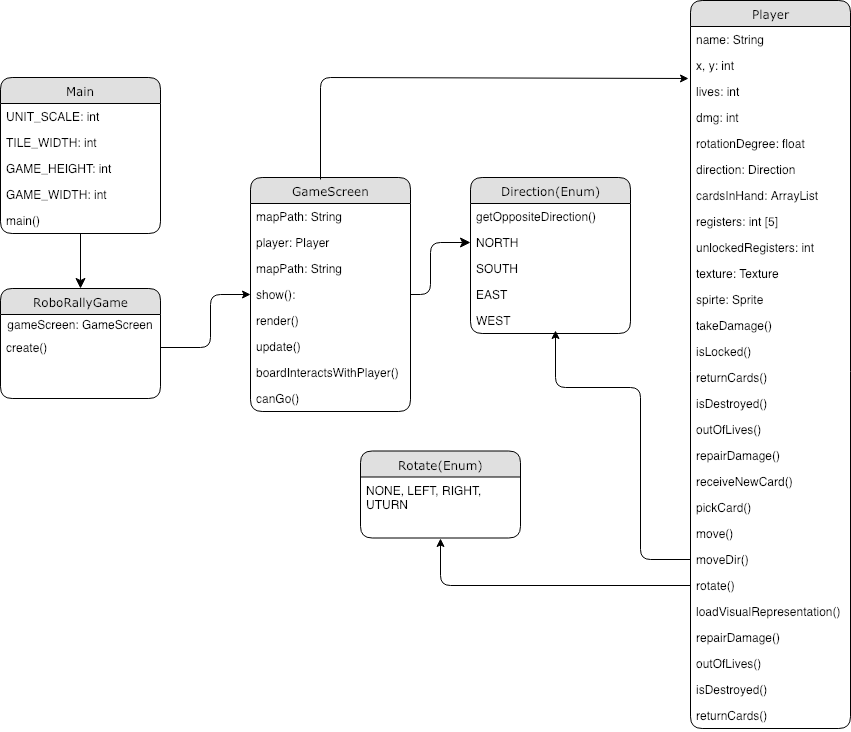 Main
UNIT_SCALE: int
TILE_WIDTH: int
GAME_HEIGHT: int
GAME_WIDTH: int
main()
RoboRallyGame
gameScreen: GameScreen
create()
GameScreen
mapPath: String
player: Player
mapPath: String
show():
render()
update()
boardInteractsWithPlayer()
canGo()
Direction(Enum)
getOppositeDirection()
NORTH
SOUTH
EAST
WEST
Rotate(Enum)
NONE, LEFT, RIGHT,
UTURN
Player
name: String
x, y: int
lives: int
dmg: int
rotationDegree: float
direction: Direction
cardsInHand: ArrayList
registers: int [5]
unlockedRegisters: int
texture: Texture
spirte: Sprite
takeDamage()
isLocked()
returnCards()
isDestroyed()
outOfLives()
repairDamage()
receiveNewCard()
pickCard()
move()
moveDir()
rotate()
loadVisualRepresentation()
repairDamage()
outOfLives()
isDestroyed()
returnCards()